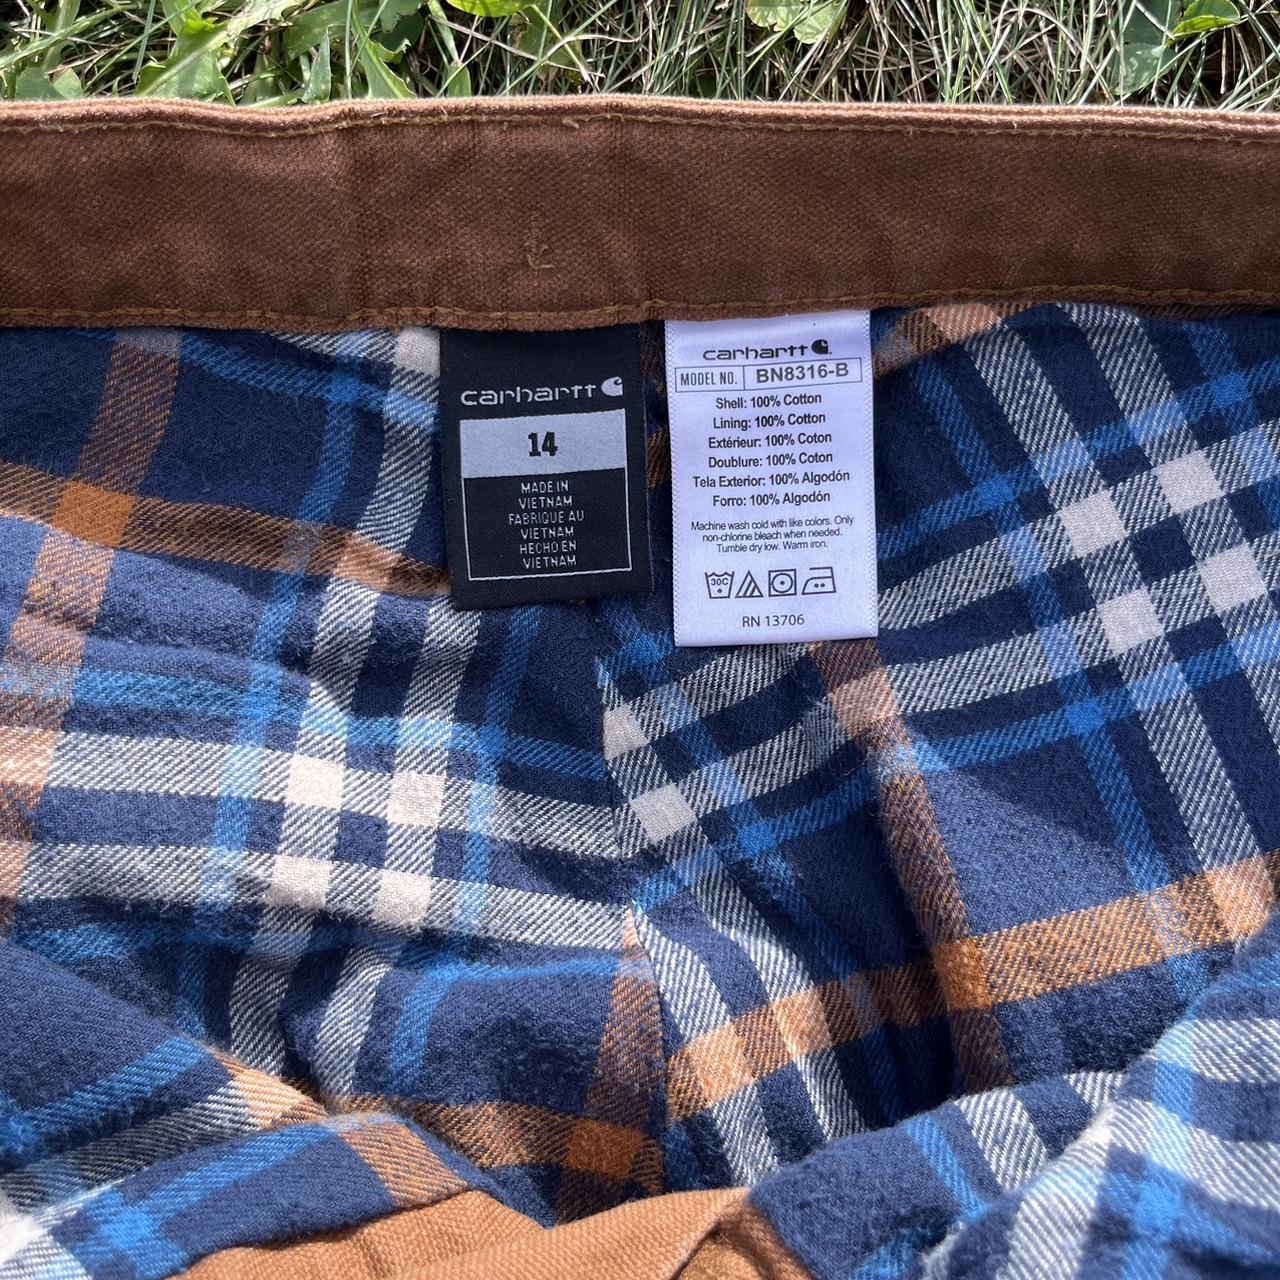 carhartt
14
MADE IN
VIETNAM
FABRIQUE AU
VIETNAM
HECHO EN
VIETNAM
carhartt
MODEL NO. BN8316-B
Shell: 100% Cotton
Lining: 100% Cotton
Extérieur: 100% Coton
Doublure: 100% Coton
Tela Exterior: 100% Algodón
Forro: 100% Algodón
Machine wash cold with like colors. Only
non-chlorine bleach when needed.
Tumble dry low. Warm iron.
30C
RN 13706